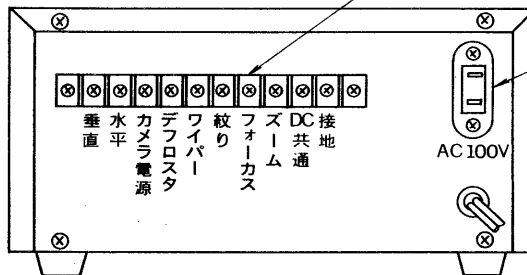 垂直
水平
カメラ電源
デフロスタ
ワイパー
絞り
フォーカス
ズーム
DC共通
接地
AC 100V